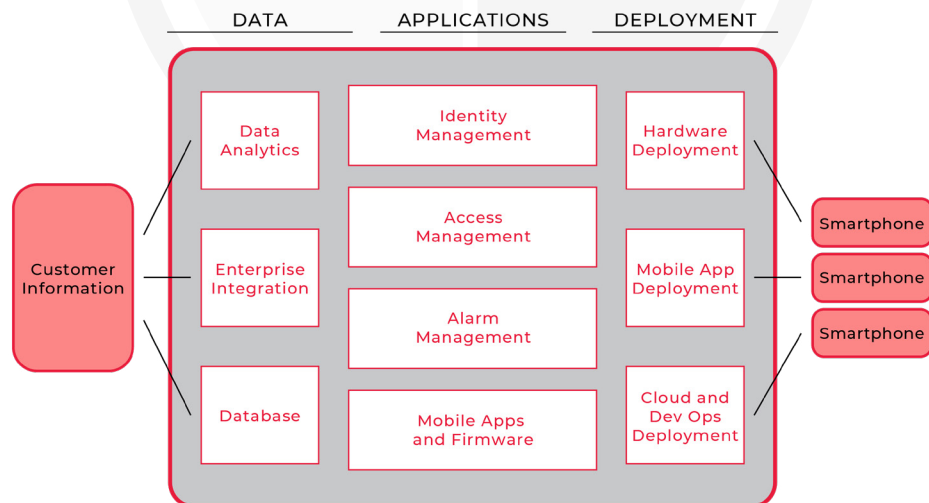 DATA
APPLICATIONS
DEPLOYMENT
Customer
Information
Data
Analytics
Enterprise
Integration
Database
Identity
Management
Access
Management
Alarm
Management
Mobile Apps
and Firmware
Hardware
Deployment
Mobile App
Deployment
Cloud and
Dev Ops
Deployment
Smartphone
Smartphone
Smartphone